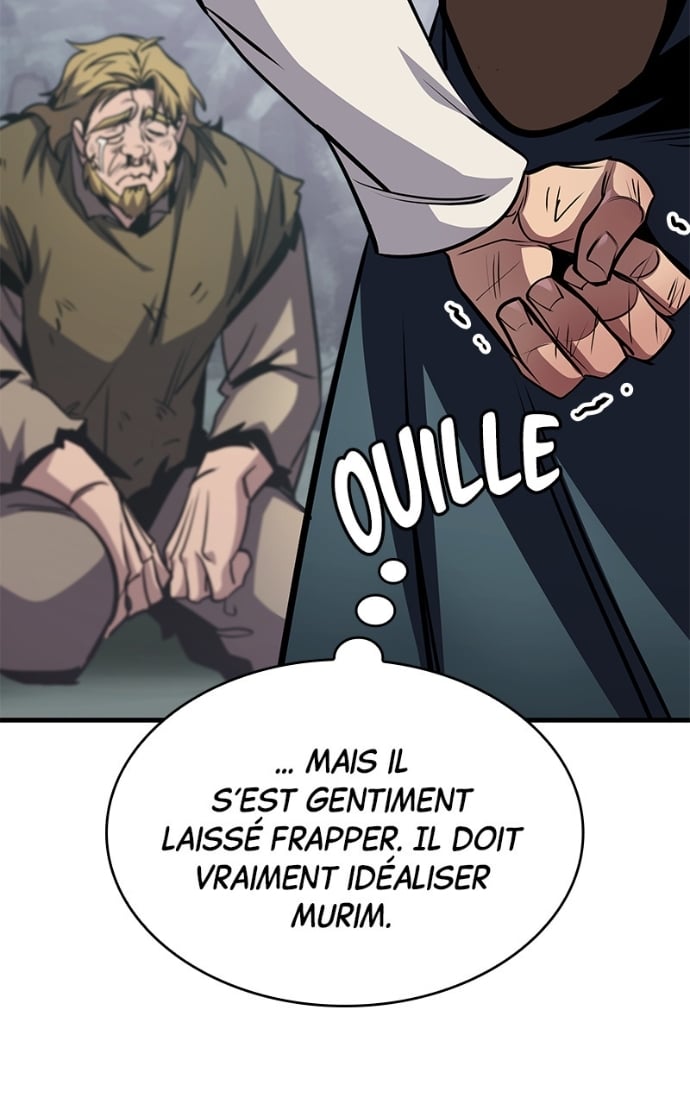 OUILLE
... MAIS IL
S'EST GENTIMENT
LAISSÉ FRAPPER. IL DOIT
VRAIMENT IDÉALISER
MURIM.